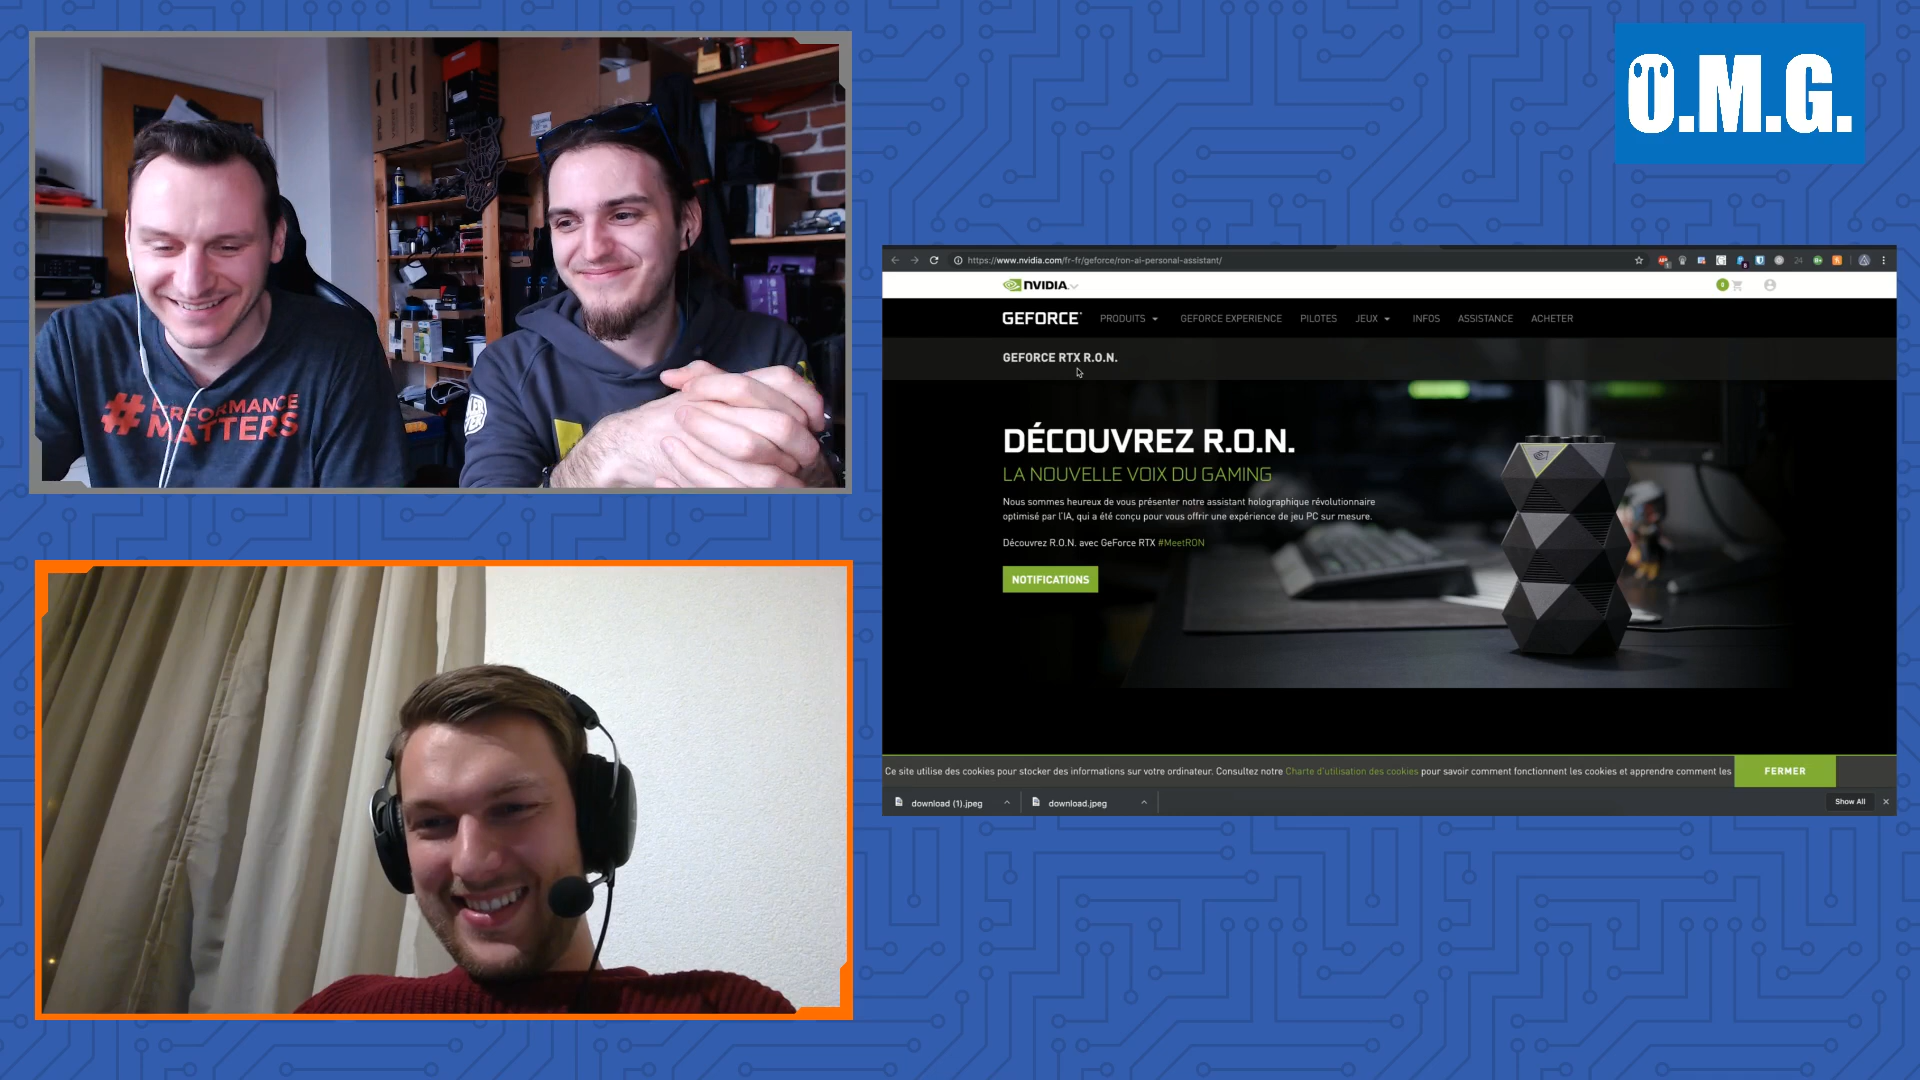 O.M.G.
#PERFORMANCE
MATTERS
https://www.nvidia.com/fr-fr/geforce/ron-ai-personal-assistant/
NVIDIA
0
GEFORCE PRODUITS GEFORCE EXPERIENCE PILOTES JEUX INFOS ASSISTANCE ACHETER
GEFORCE RTX R.O.N.
DÉCOUVREZ R.O.N.
LA NOUVELLE VOIX DU GAMING
Nous sommes heureux de vous présenter notre assistant holographique révolutionnaire
optimisé par l'IA, qui a été conçu pour vous offrir une expérience de jeu PC sur mesure.
Découvrez R.O.N. avec GeForce RTX #MeetRON
NOTIFICATIONS
Ce site utilise des cookies pour stocker des informations sur votre ordinateur. Consultez notre Charte d'utilisation des cookies pour savoir comment fonctionnent les cookies et apprendre comment les
FERMER
download (1).jpeg download.jpeg Show All